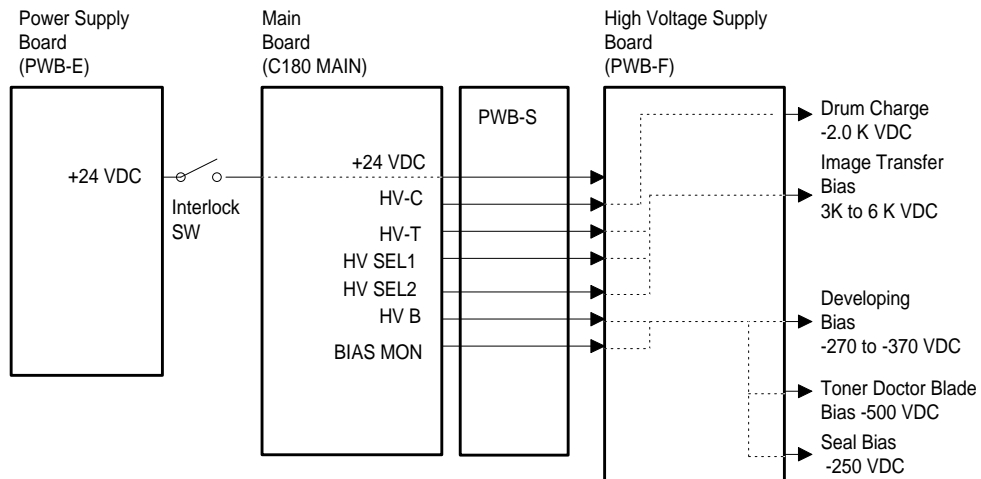 Power Supply
Board
(PWB-E)
Main
Board
(C180 MAIN)
High Voltage Supply
Board
(PWB-F)
PWB-S
+24 VDC
Interlock
SW
+24 VDC
HV-C
HV-T
HV SEL1
HV SEL2
HV B
BIAS MON
Drum Charge
-2.0 K VDC
Image Transfer
Bias
3K to 6 K VDC
Developing
Bias
-270 to -370 VDC
Toner Doctor Blade
Bias -500 VDC
Seal Bias
-250 VDC